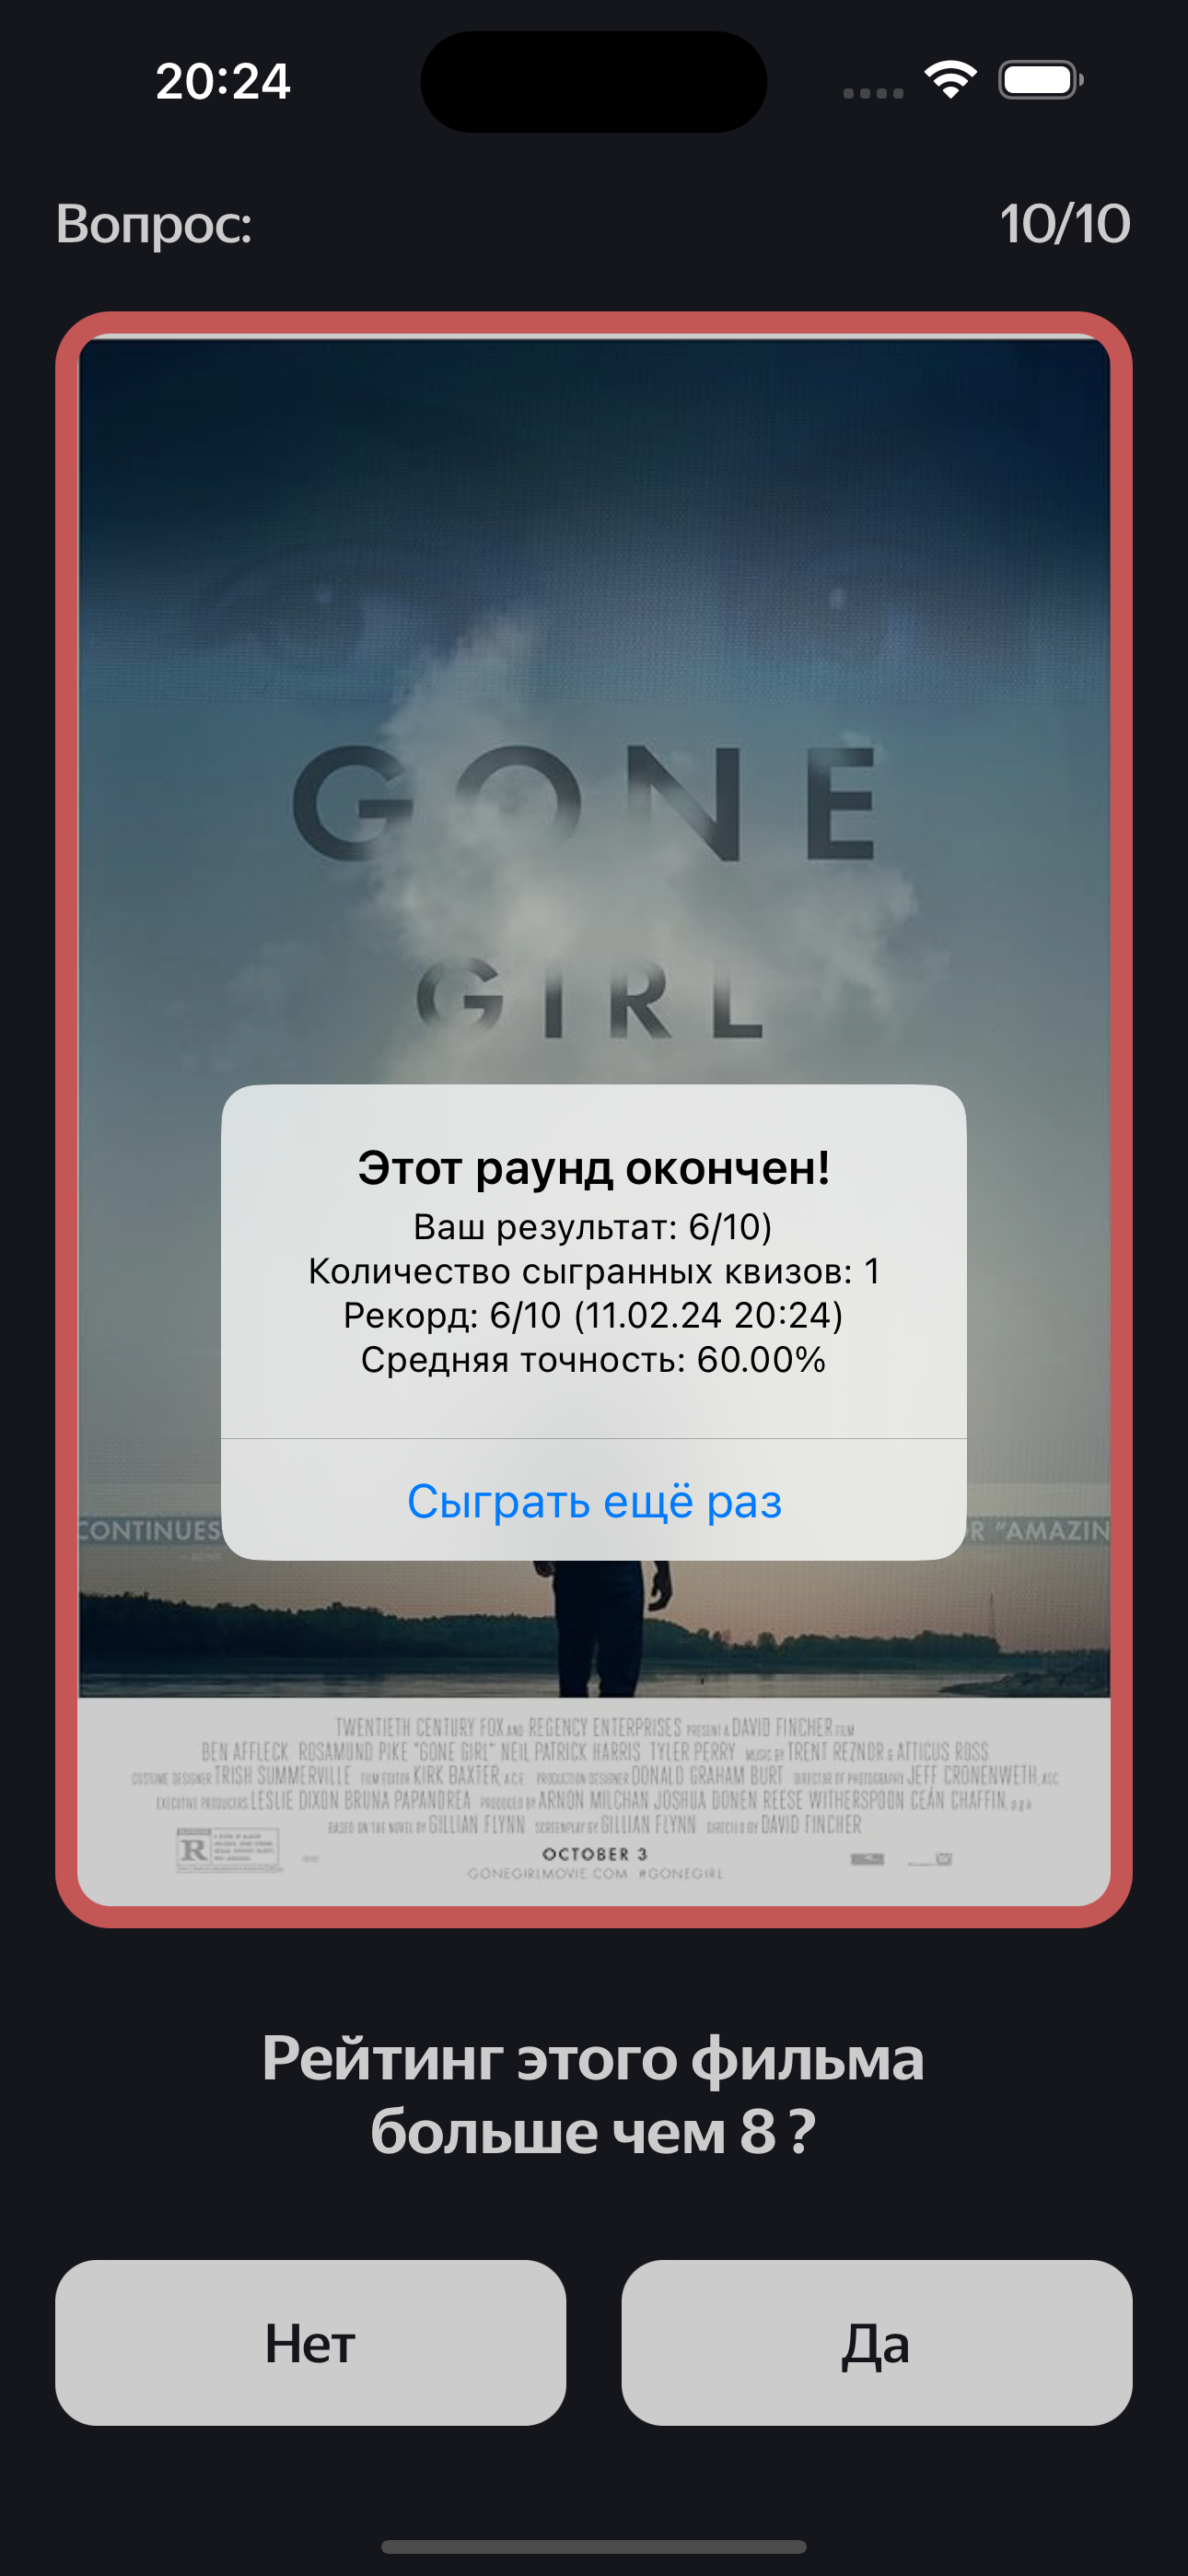 20:24
Вопрос:
10/10
GONE
GIRL
Этот раунд окончен!
Ваш результат: 6/10)
Количество сыгранных квизов: 1
Рекорд: 6/10 (11.02.24 20:24)
Средняя точность: 60.00%
Сыграть ещё раз
CONTINUES
R “AMAZIN
TWENTIETH CENTURY FOX AND REGENCY ENTERPRISES PRESENT A DAVID FINCHER FILM
BEN AFFLECK ROSAMUND PIKE "GONE GIRL" NEIL PATRICK HARRIS TYLER PERRY MUSIC BY TRENT REZNOR & ATTICUS ROSS
COSTUME DESIGNER TRISH SUMMERVILLE FILM EDITOR KIRK BAXTER, ACE PRODUCTION DESIGNER DONALD GRAHAM BURT DIRECTOR OF PHOTOGRAPHY JEFF CRONENWETH, ASC
EXECUTIVE PRODUCERS LESLIE DIXON BRUNA PAPANDREA PRODUCED BY ARNON MILCHAN JOSHUA DONEN REESE WITHERSPOON CEÁN CHAFFIN, p.g.a.
BASED ON THE NOVEL BY GILLIAN FLYNN SCREENPLAY BY GILLIAN FLYNN DIRECTED BY DAVID FINCHER
R
OCTOBER 3
GONEGIRLMOVIE.COM #GONEGIRL
Рейтинг этого фильма
больше чем 8 ?
Нет
Да